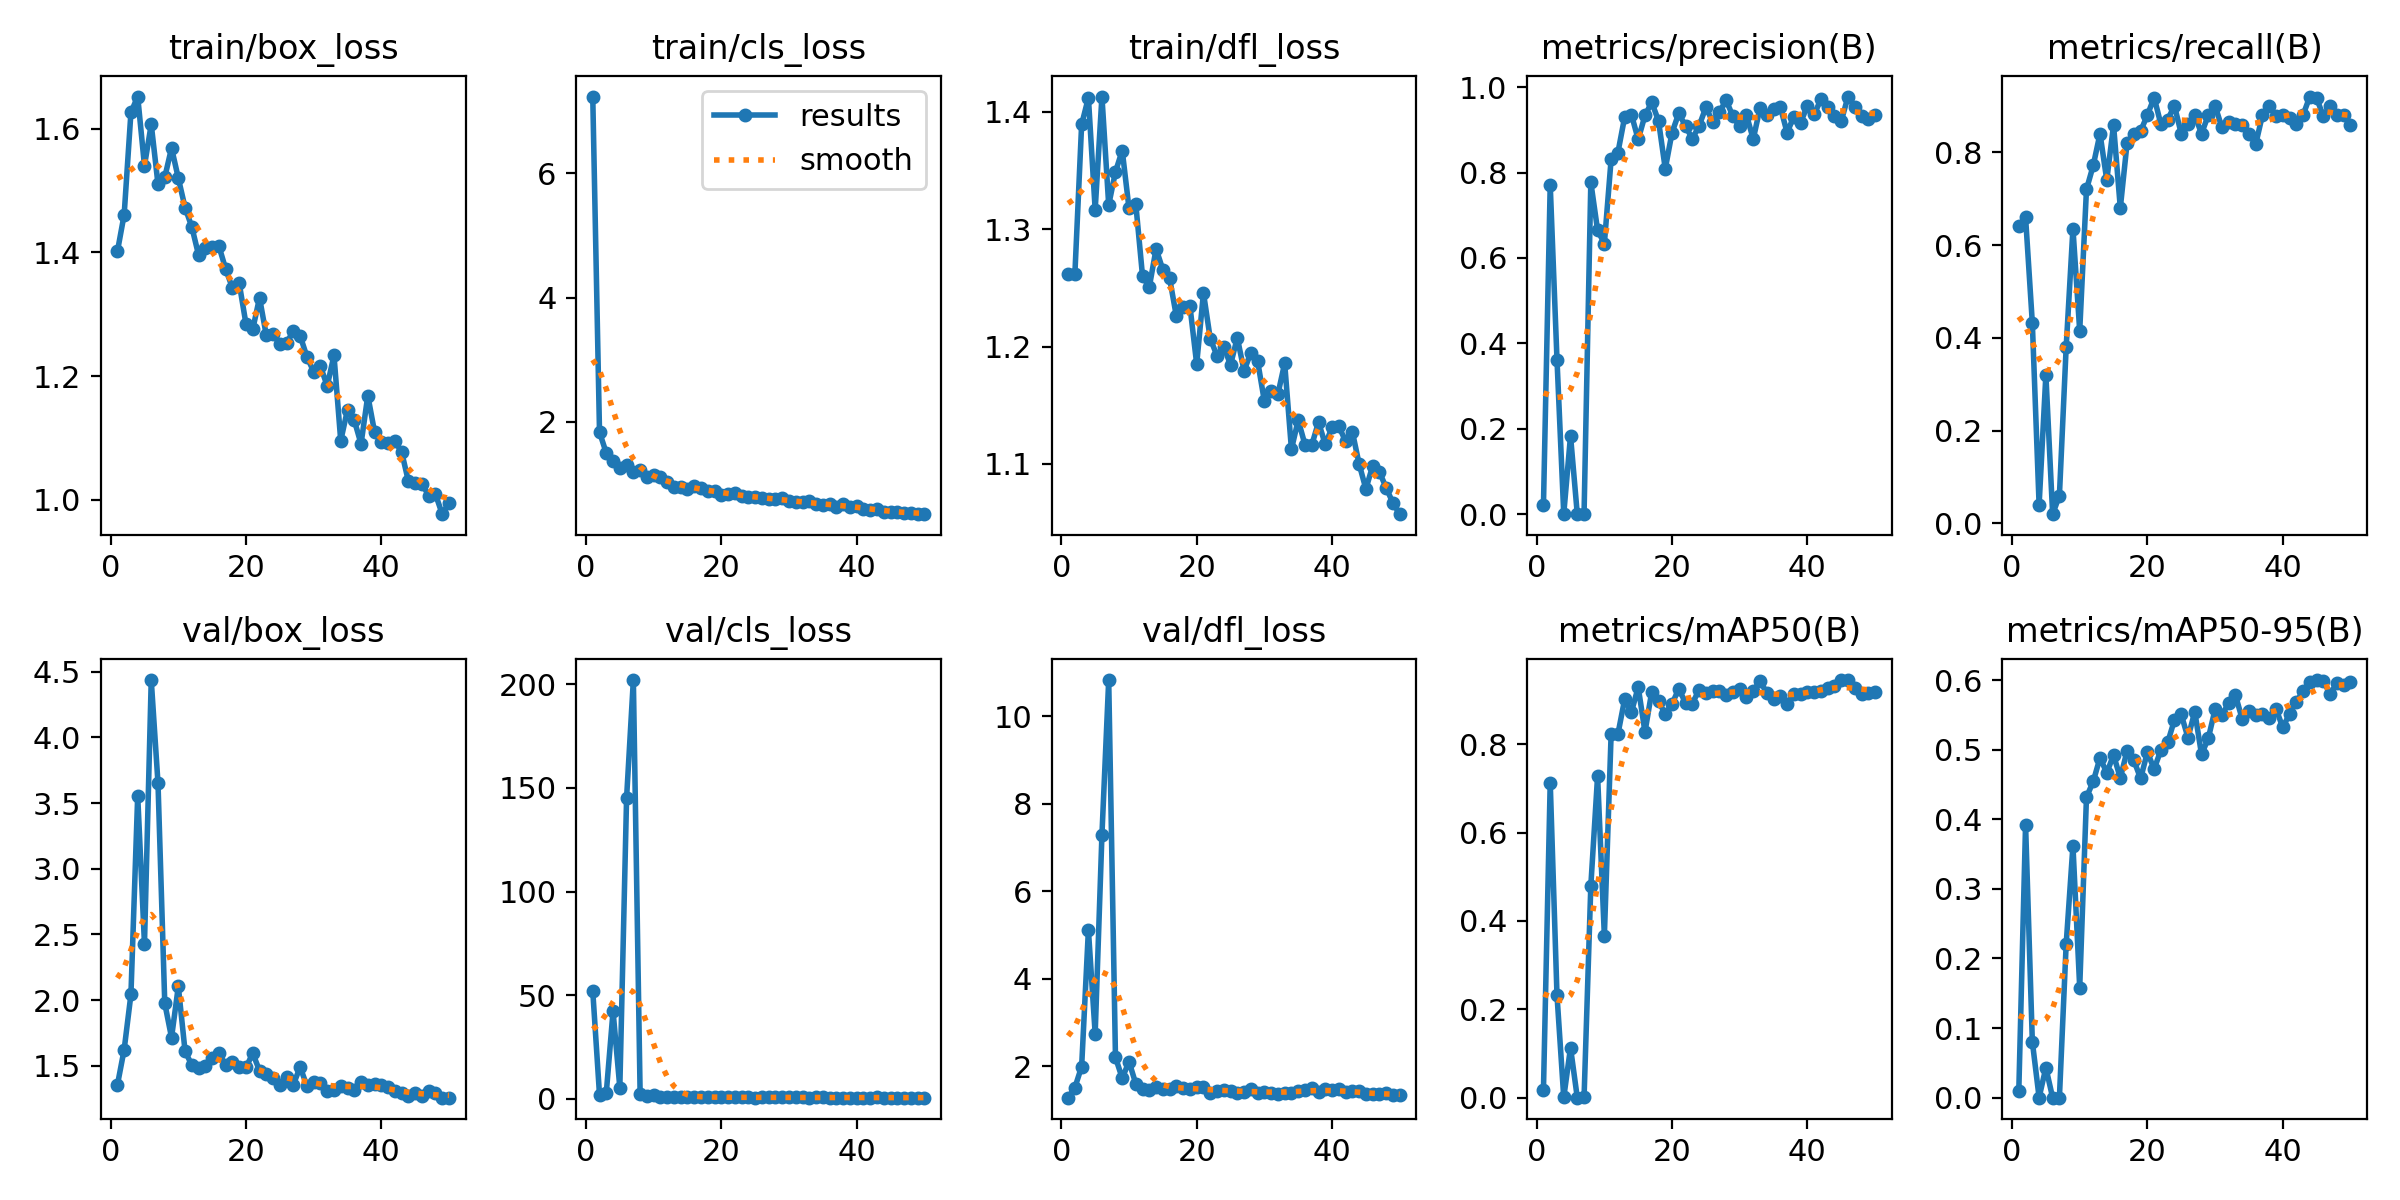 train/box_loss
1.6
1.4
1.2
1.0
0 20 40
train/cls_loss
results
smooth
6
4
2
0 20 40
train/dfl_loss
1.4
1.3
1.2
1.1
0 20 40
metrics/precision(B)
1.0
0.8
0.6
0.4
0.2
0.0
0 20 40
metrics/recall(B)
0.8
0.6
0.4
0.2
0.0
0 20 40
val/box_loss
4.5
4.0
3.5
3.0
2.5
2.0
1.5
0 20 40
val/cls_loss
200
150
100
50
0
0 20 40
val/dfl_loss
10
8
6
4
2
0 20 40
metrics/mAP50(B)
0.8
0.6
0.4
0.2
0.0
0 20 40
metrics/mAP50-95(B)
0.6
0.5
0.4
0.3
0.2
0.1
0.0
0 20 40